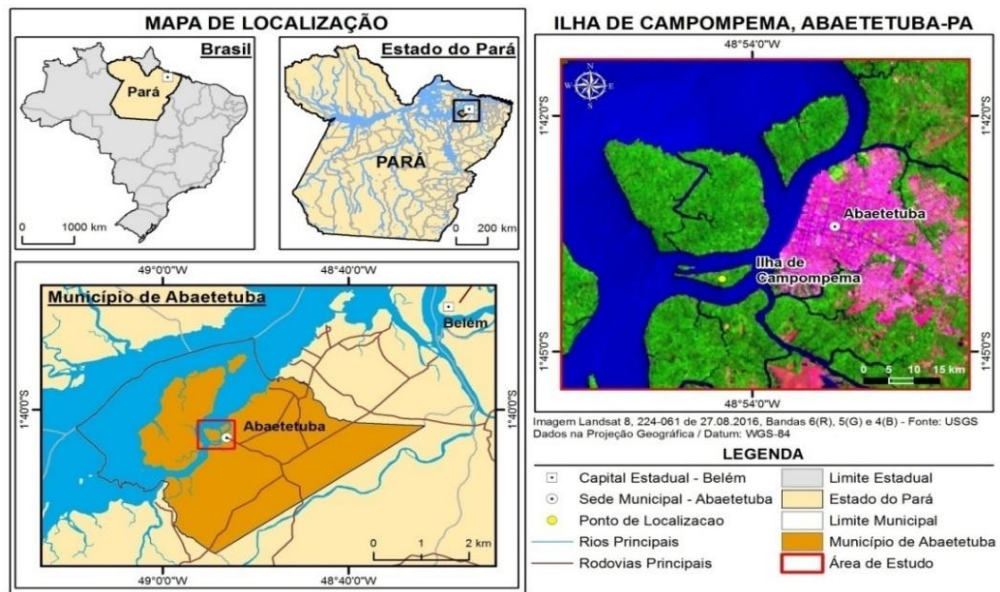 MAPA DE LOCALIZAÇÃO
Brasil
Pará
0 1000 km
Estado do Pará
PARÁ
0 200 km
49°0'0"W 48°40'0"W
Município de Abaetetuba
Belém
1°40'0"S
Abaetetuba
1°40'0"S
0 1 2 km
49°0'0"W 48°40'0"W
ILHA DE CAMPOMPEMA, ABAETETUBA-PA
48°54'0"W
N
W E
S
1°42'0"S
1°42'0"S
Abaetetuba
Ilha de
Campompema
1°45'0"S
1°45'0"S
0 5 10 15 km
48°54'0"W
Imagem Landsat 8, 224-061 de 27.08.2016, Bandas 6(R), 5(G) e 4(B) - Fonte: USGS
Dados na Projeção Geográfica / Datum: WGS-84
LEGENDA
Capital Estadual - Belém
Sede Municipal - Abaetetuba
Ponto de Localizacao
Rios Principais
Rodovias Principais
Limite Estadual
Estado do Pará
Limite Municipal
Município de Abaetetuba
Área de Estudo